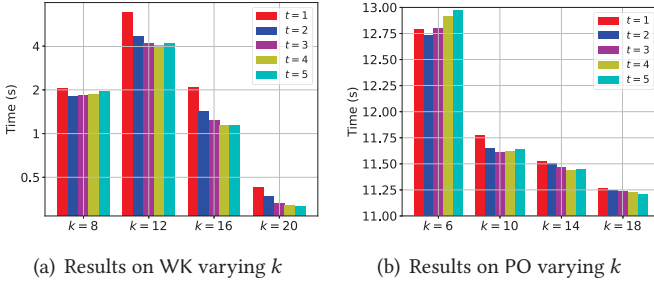 Time (s)
4
2
1
0.5
t = 1
t = 2
t = 3
t = 4
t = 5
k = 8 k = 12 k = 16 k = 20
(a) Results on WK varying k
Time (s)
13.00
12.75
12.50
12.25
12.00
11.75
11.50
11.25
11.00
t = 1
t = 2
t = 3
t = 4
t = 5
k = 6 k = 10 k = 14 k = 18
(b) Results on PO varying k